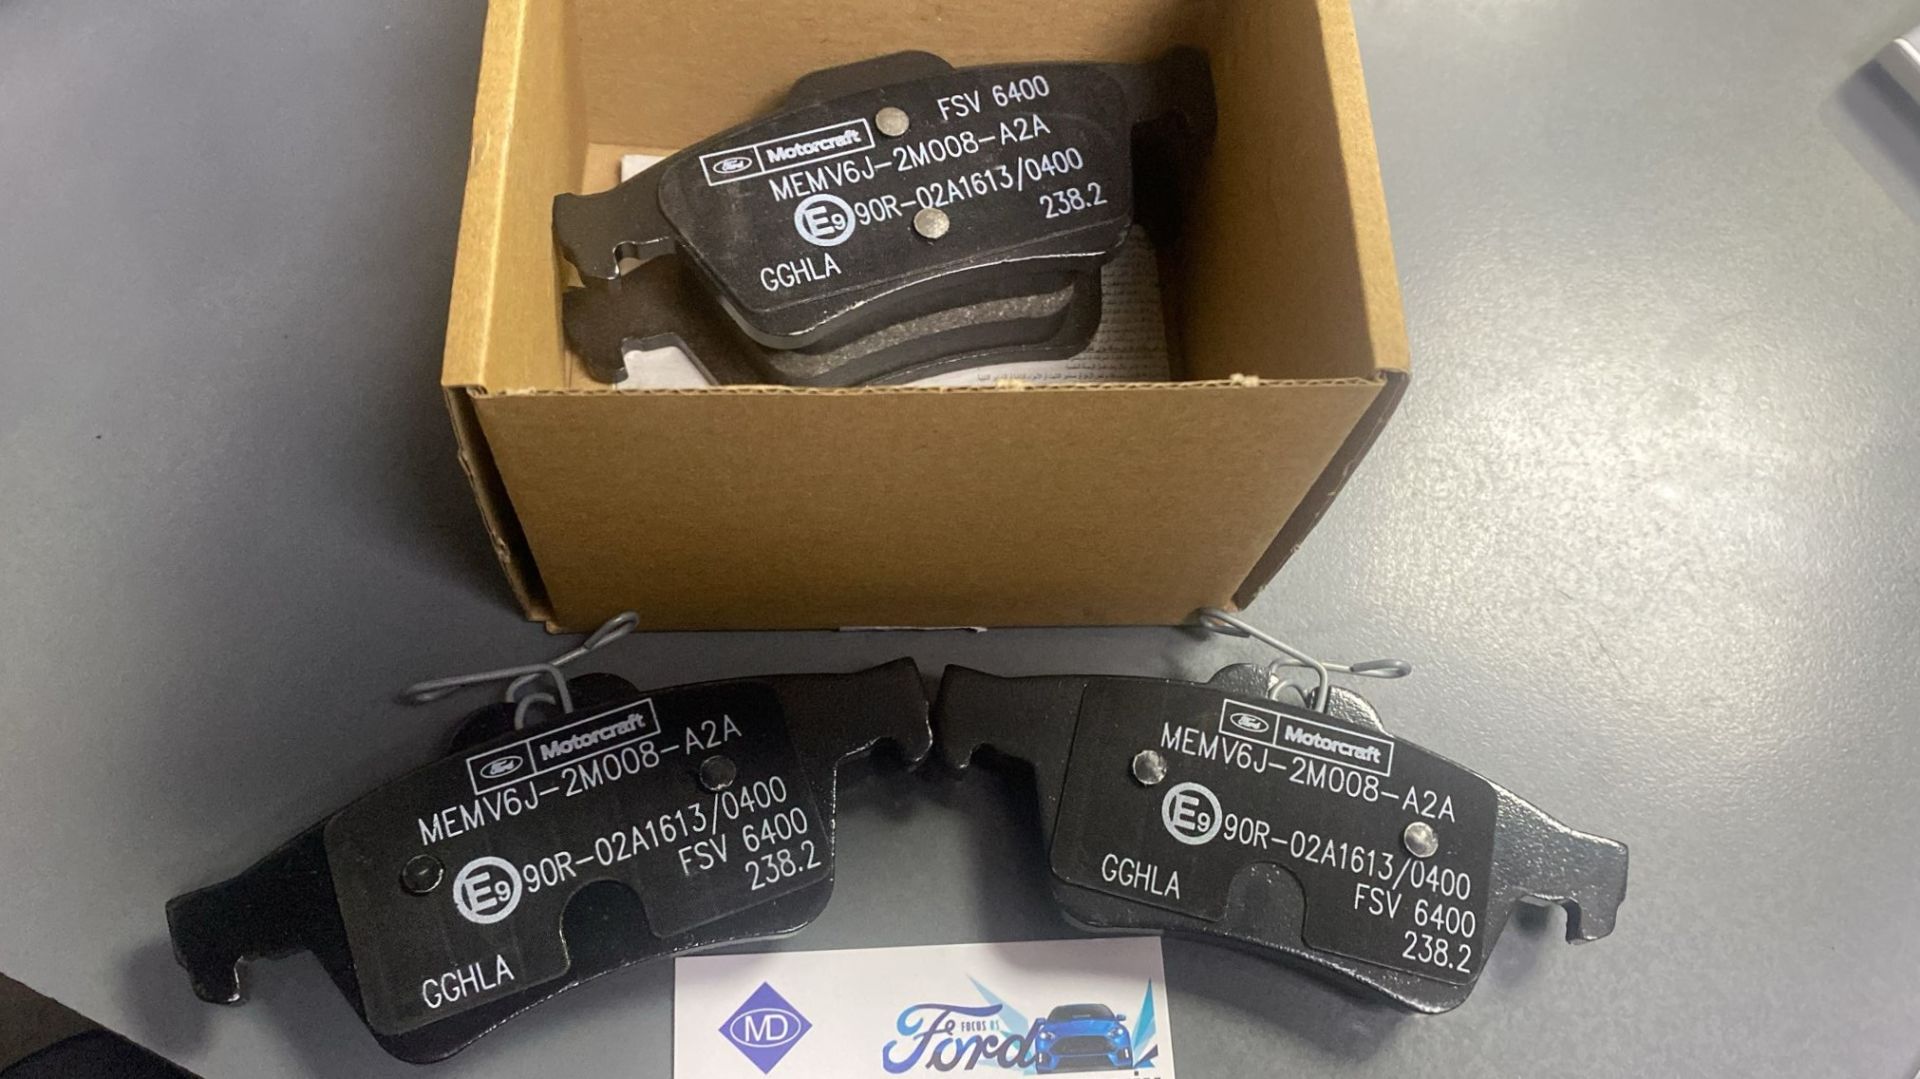 FSV 6400
Ford Motorcraft
MEMV6J-2M008-A2A
E9 90R-02A1613/0400
238.2
GGHLA
Ford Motorcraft
MEMV6J-2M008-A2A
E9 90R-02A1613/0400
FSV 6400
238.2
GGHLA
Ford Motorcraft
MEMV6J-2M008-A2A
E9 90R-02A1613/0400
GGHLA
FSV 6400
238.2
MD
FOCUS RS
Ford